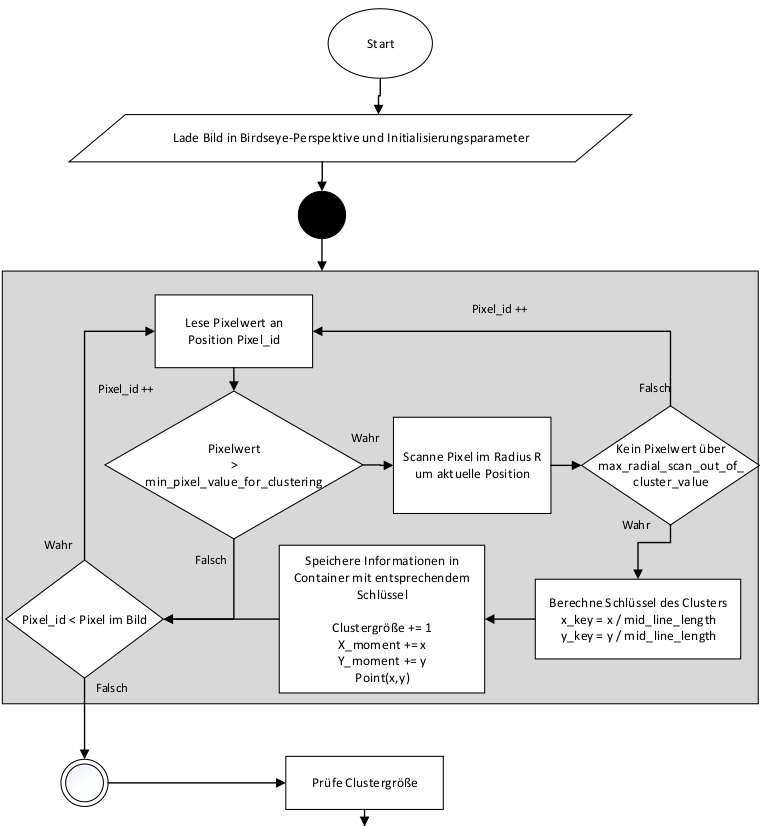 Start
Lade Bild in Birdseye-Perspektive und Initialisierungsparameter
Pixel_id ++
Lese Pixelwert an
Position Pixel_id
Pixel_id ++
Falsch
Pixelwert
>
min_pixel_value_for_clustering
Wahr
Scanne Pixel im Radius R
um aktuelle Position
Kein Pixelwert über
max_radial_scan_out_of_
cluster_value
Wahr
Wahr
Falsch
Speichere Informationen in
Container mit entsprechendem
Schlüssel
Clustergröße += 1
X_moment += x
Y_moment += y
Point(x,y)
Berechne Schlüssel des Clusters
x_key = x / mid_line_length
y_key = y / mid_line_length
Pixel_id < Pixel im Bild
Falsch
Prüfe Clustergröße